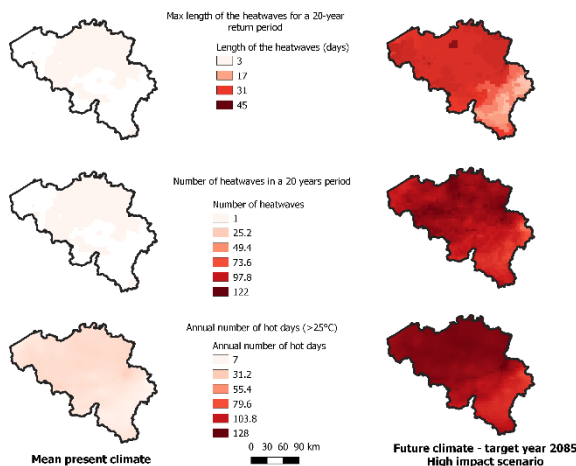 Max length of the heatwaves for a 20-year
return period
Length of the heatwaves (days)
3
17
31
45
Number of heatwaves in a 20 years period
Number of heatwaves
1
25.2
49.4
73.6
97.8
122
Annual number of hot days (>25°C)
Annual number of hot days
7
31.2
55.4
79.6
103.8
128
0 30 60 90 km
Mean present climate
Future climate - target year 2085
High impact scenario